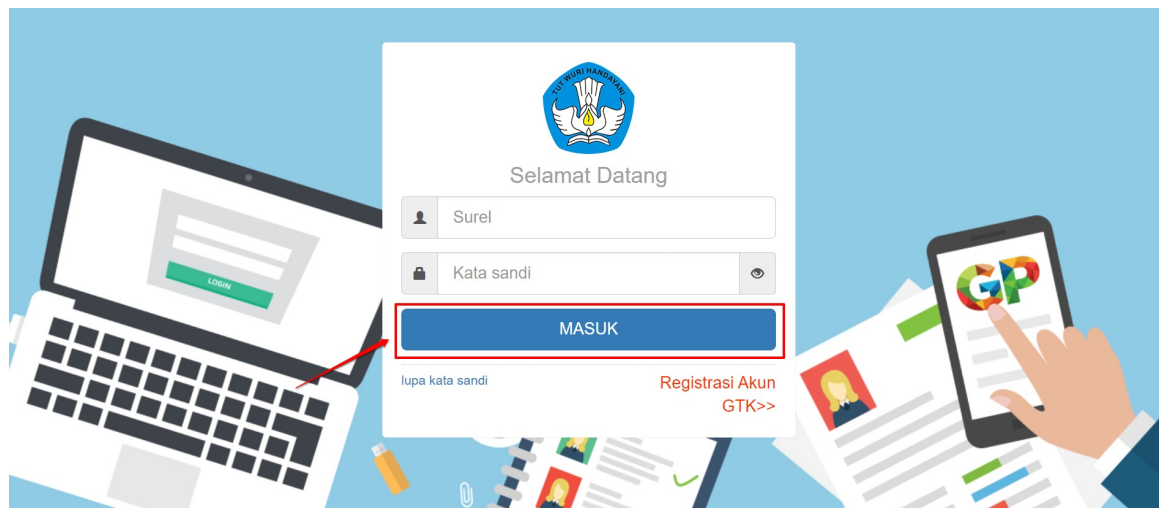 TUT WURI HANDAYANI
Selamat Datang
Surel
Kata sandi
LOGIN
GP
MASUK
lupa kata sandi
Registrasi Akun
GTK>>